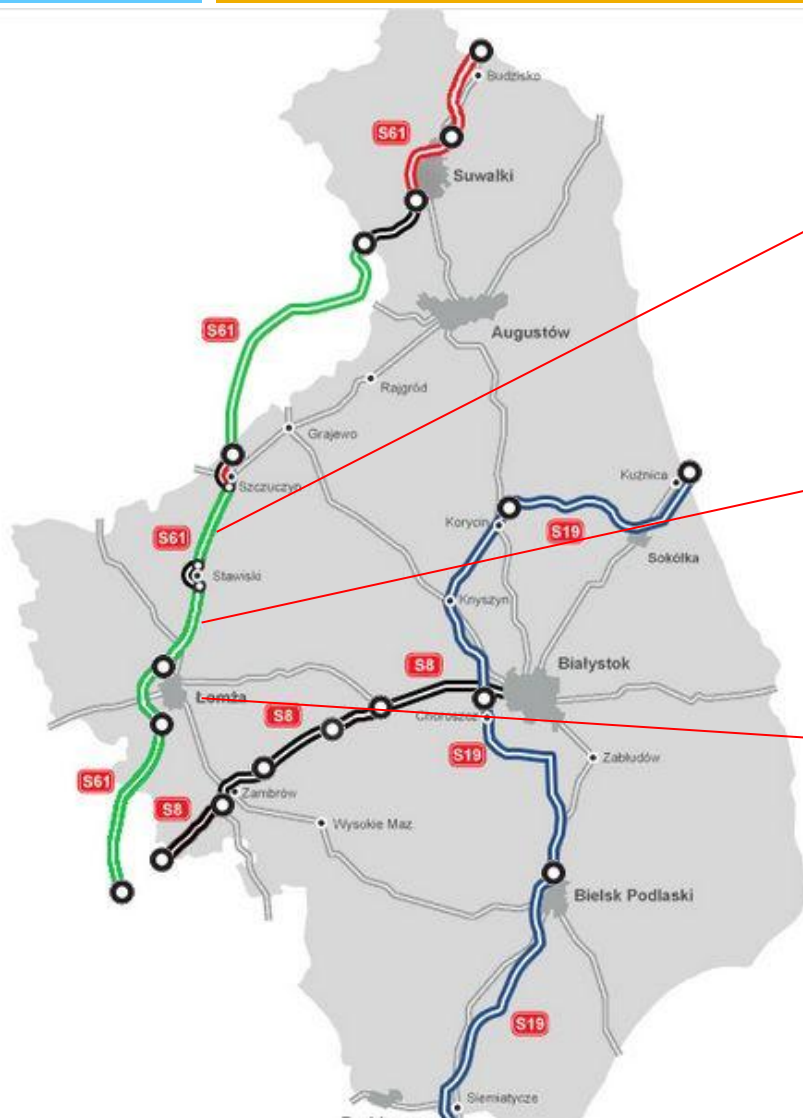 Budzisko
S61
Suwałki
S61
Augustów
Rajgród
Grajewo
Kuźnica
Szczuczyn
Korycin
S19
S61
Sokółka
Stawiski
Knyszyn
S8
Białystok
Łomża
S8
Choroszcz
S19
Zabłudów
S61
Zambrów
S8
Wysokie Maz.
Bielsk Podlaski
S19
Siemiatycze